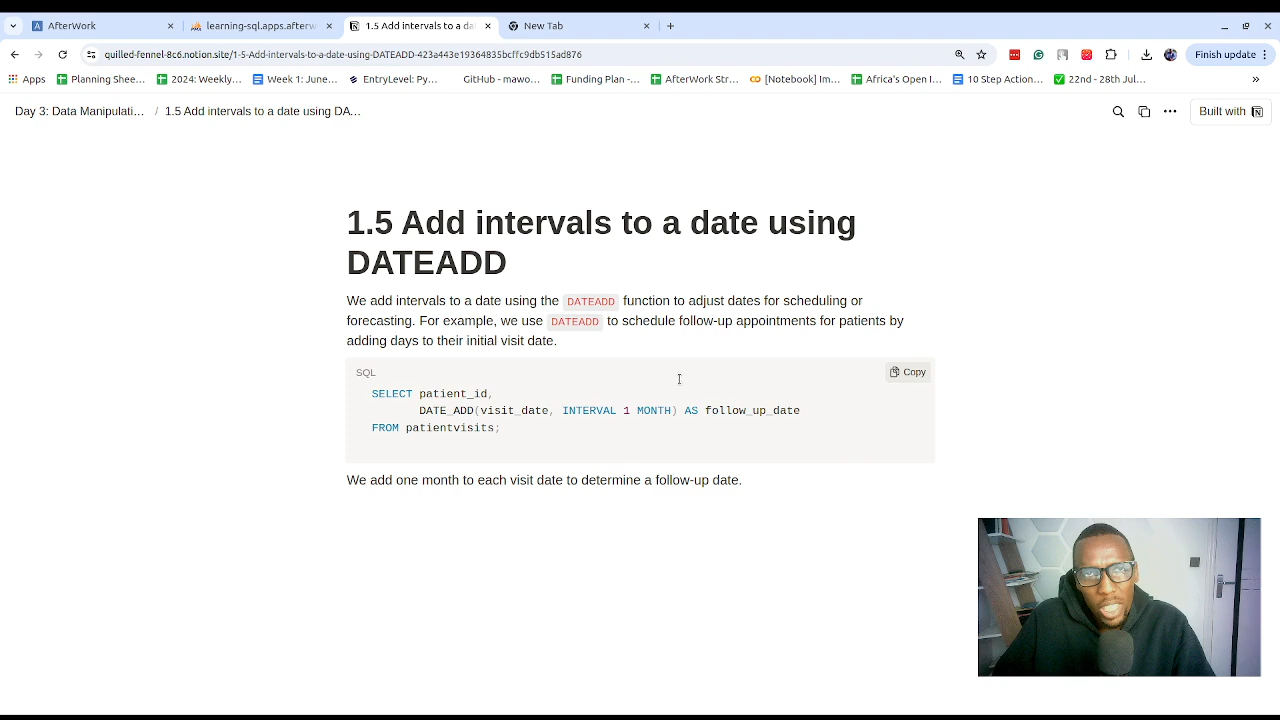 AfterWork
learning-sql.apps.afterw
1.5 Add intervals to a da
New Tab
quilled-fennel-8c6.notion.site/1-5-Add-intervals-to-a-date-using-DATEADD-423a443e19364835bcffc9db515ad876
Finish update
Apps
Planning Shee...
2024: Weekly,...
Week 1: June...
EntryLevel: Py...
GitHub - mawo...
Funding Plan -...
AfterWork Str...
[Notebook] Im...
Africa's Open I...
10 Step Action...
22nd - 28th Jul...
Day 3: Data Manipulati... / 1.5 Add intervals to a date using DA...
Built with
1.5 Add intervals to a date using
DATEADD
We add intervals to a date using the DATEADD function to adjust dates for scheduling or
forecasting. For example, we use DATEADD to schedule follow-up appointments for patients by
adding days to their initial visit date.
SQL
Copy
SELECT patient_id,
DATE_ADD(visit_date, INTERVAL 1 MONTH) AS follow_up_date
FROM patientvisits;
We add one month to each visit date to determine a follow-up date.